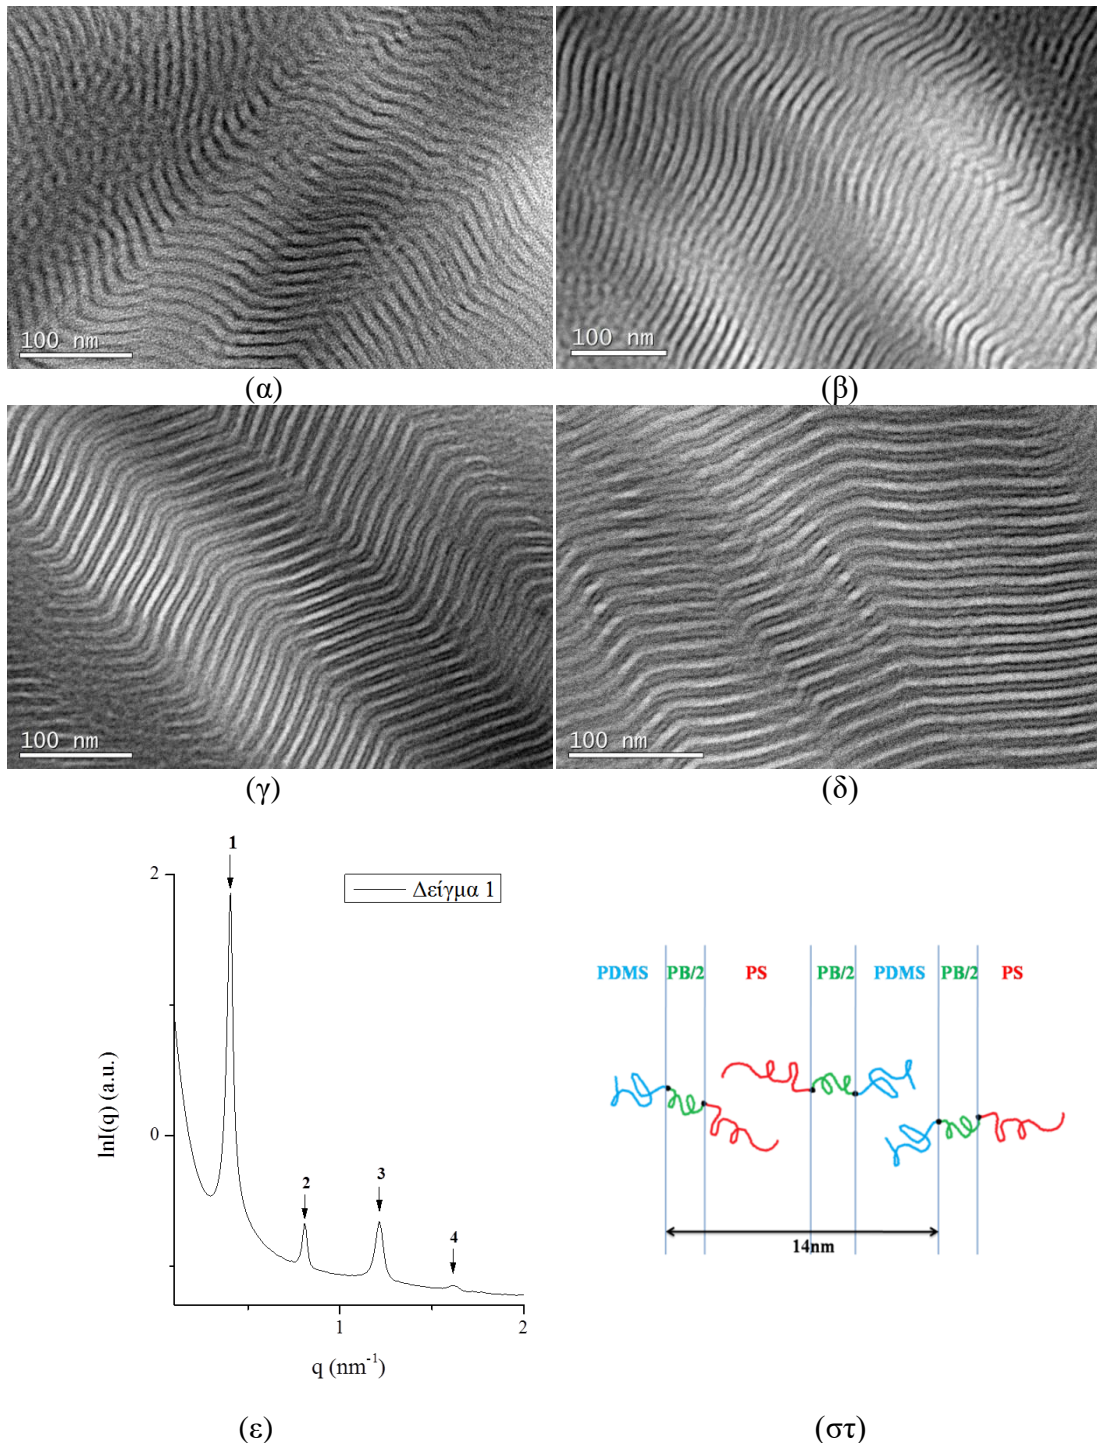 100 nm
100 nm
(α)
(β)
100 nm
100 nm
(γ)
(δ)
1
2
Δείγμα 1
PDMS PB/2 PS PB/2 PDMS PB/2 PS
0
lnI(q) (a.u.)
2
3
4
14nm
1
2
q (nm⁻¹)
(ε)
(στ)